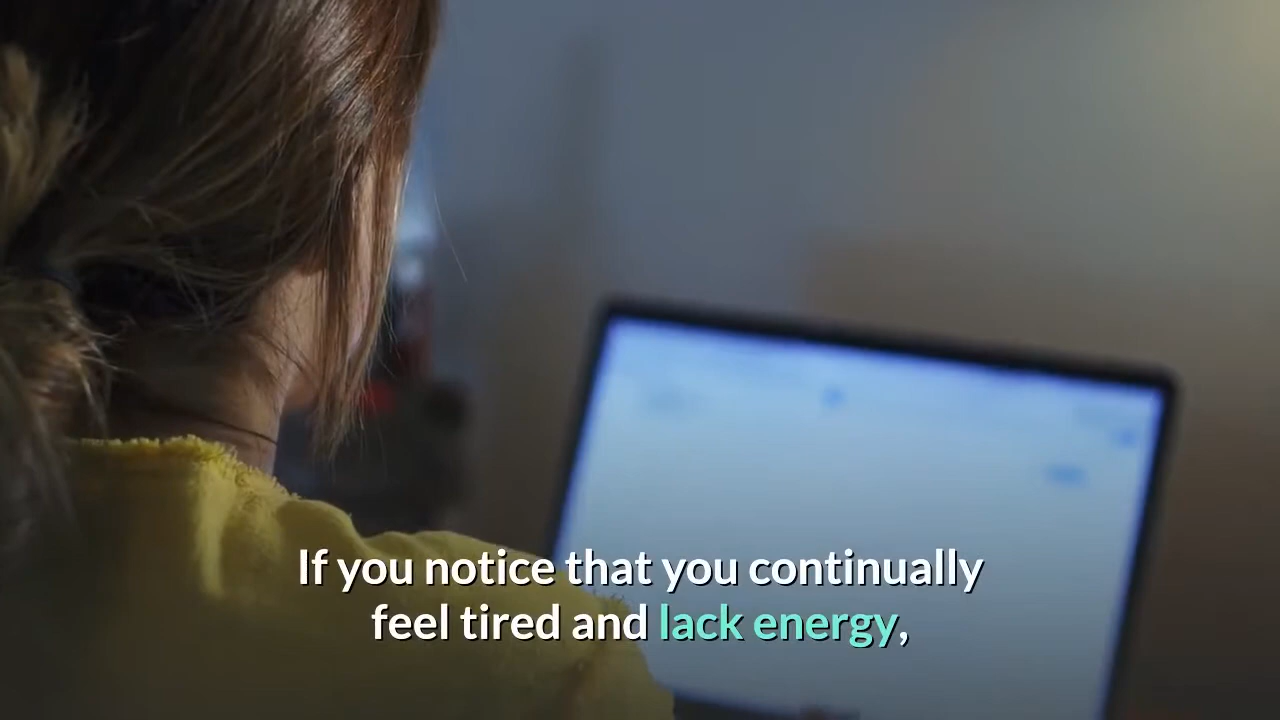 If you notice that you continually
feel tired and lack energy,